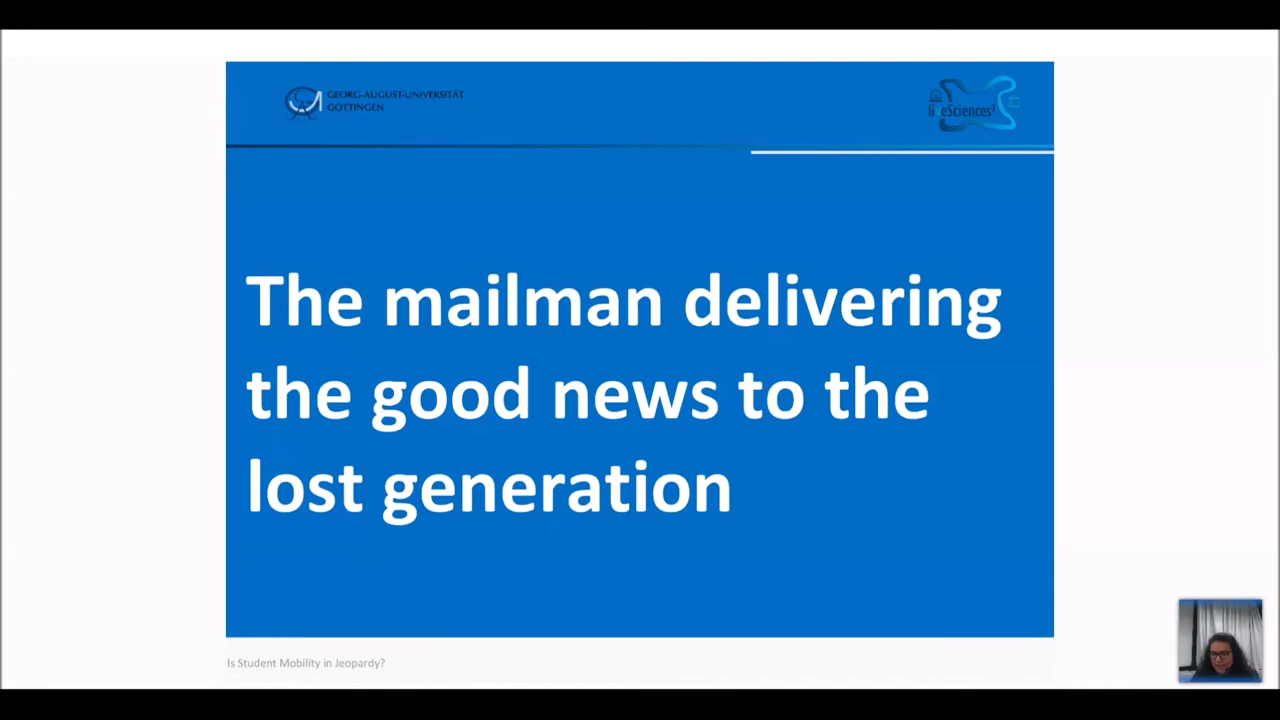 GEORG-AUGUST-UNIVERSITÄT
GÖTTINGEN
liveSciences³
The mailman delivering
the good news to the
lost generation
Is Student Mobility in Jeopardy?